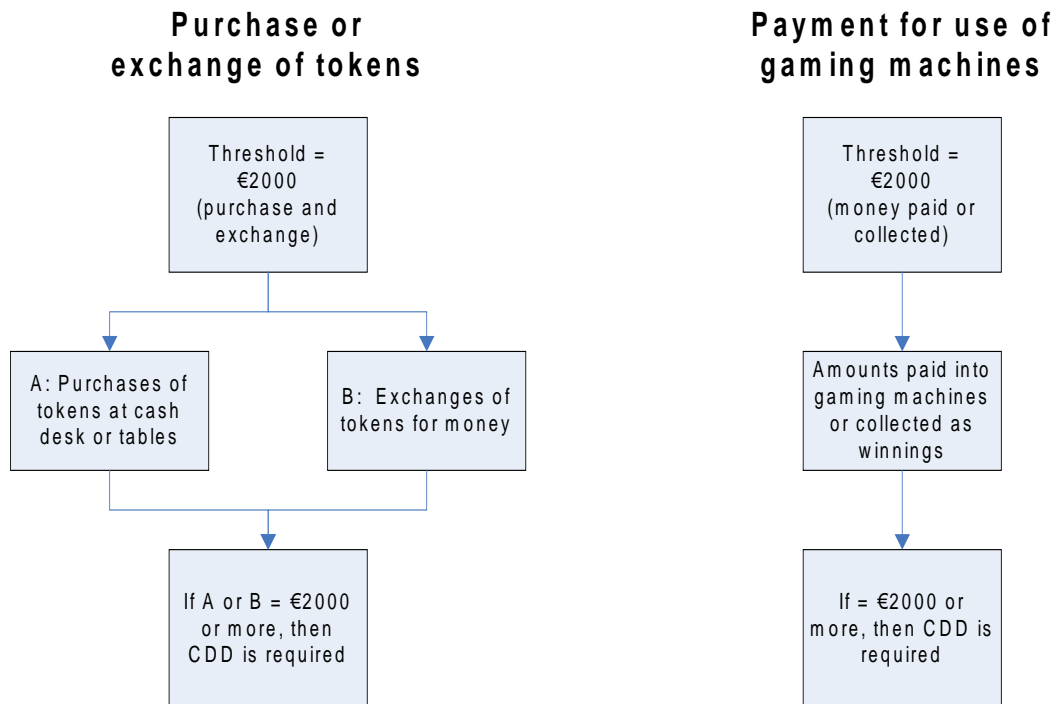 Purchase or
exchange of tokens
Threshold =
€2000
(purchase and
exchange)
A: Purchases of
tokens at cash
desk or tables
B: Exchanges of
tokens for money
If A or B = €2000
or more, then
CDD is required
Payment for use of
gaming machines
Threshold =
€2000
(money paid or
collected)
Amounts paid into
gaming machines
or collected as
winnings
If = €2000 or
more, then CDD is
required